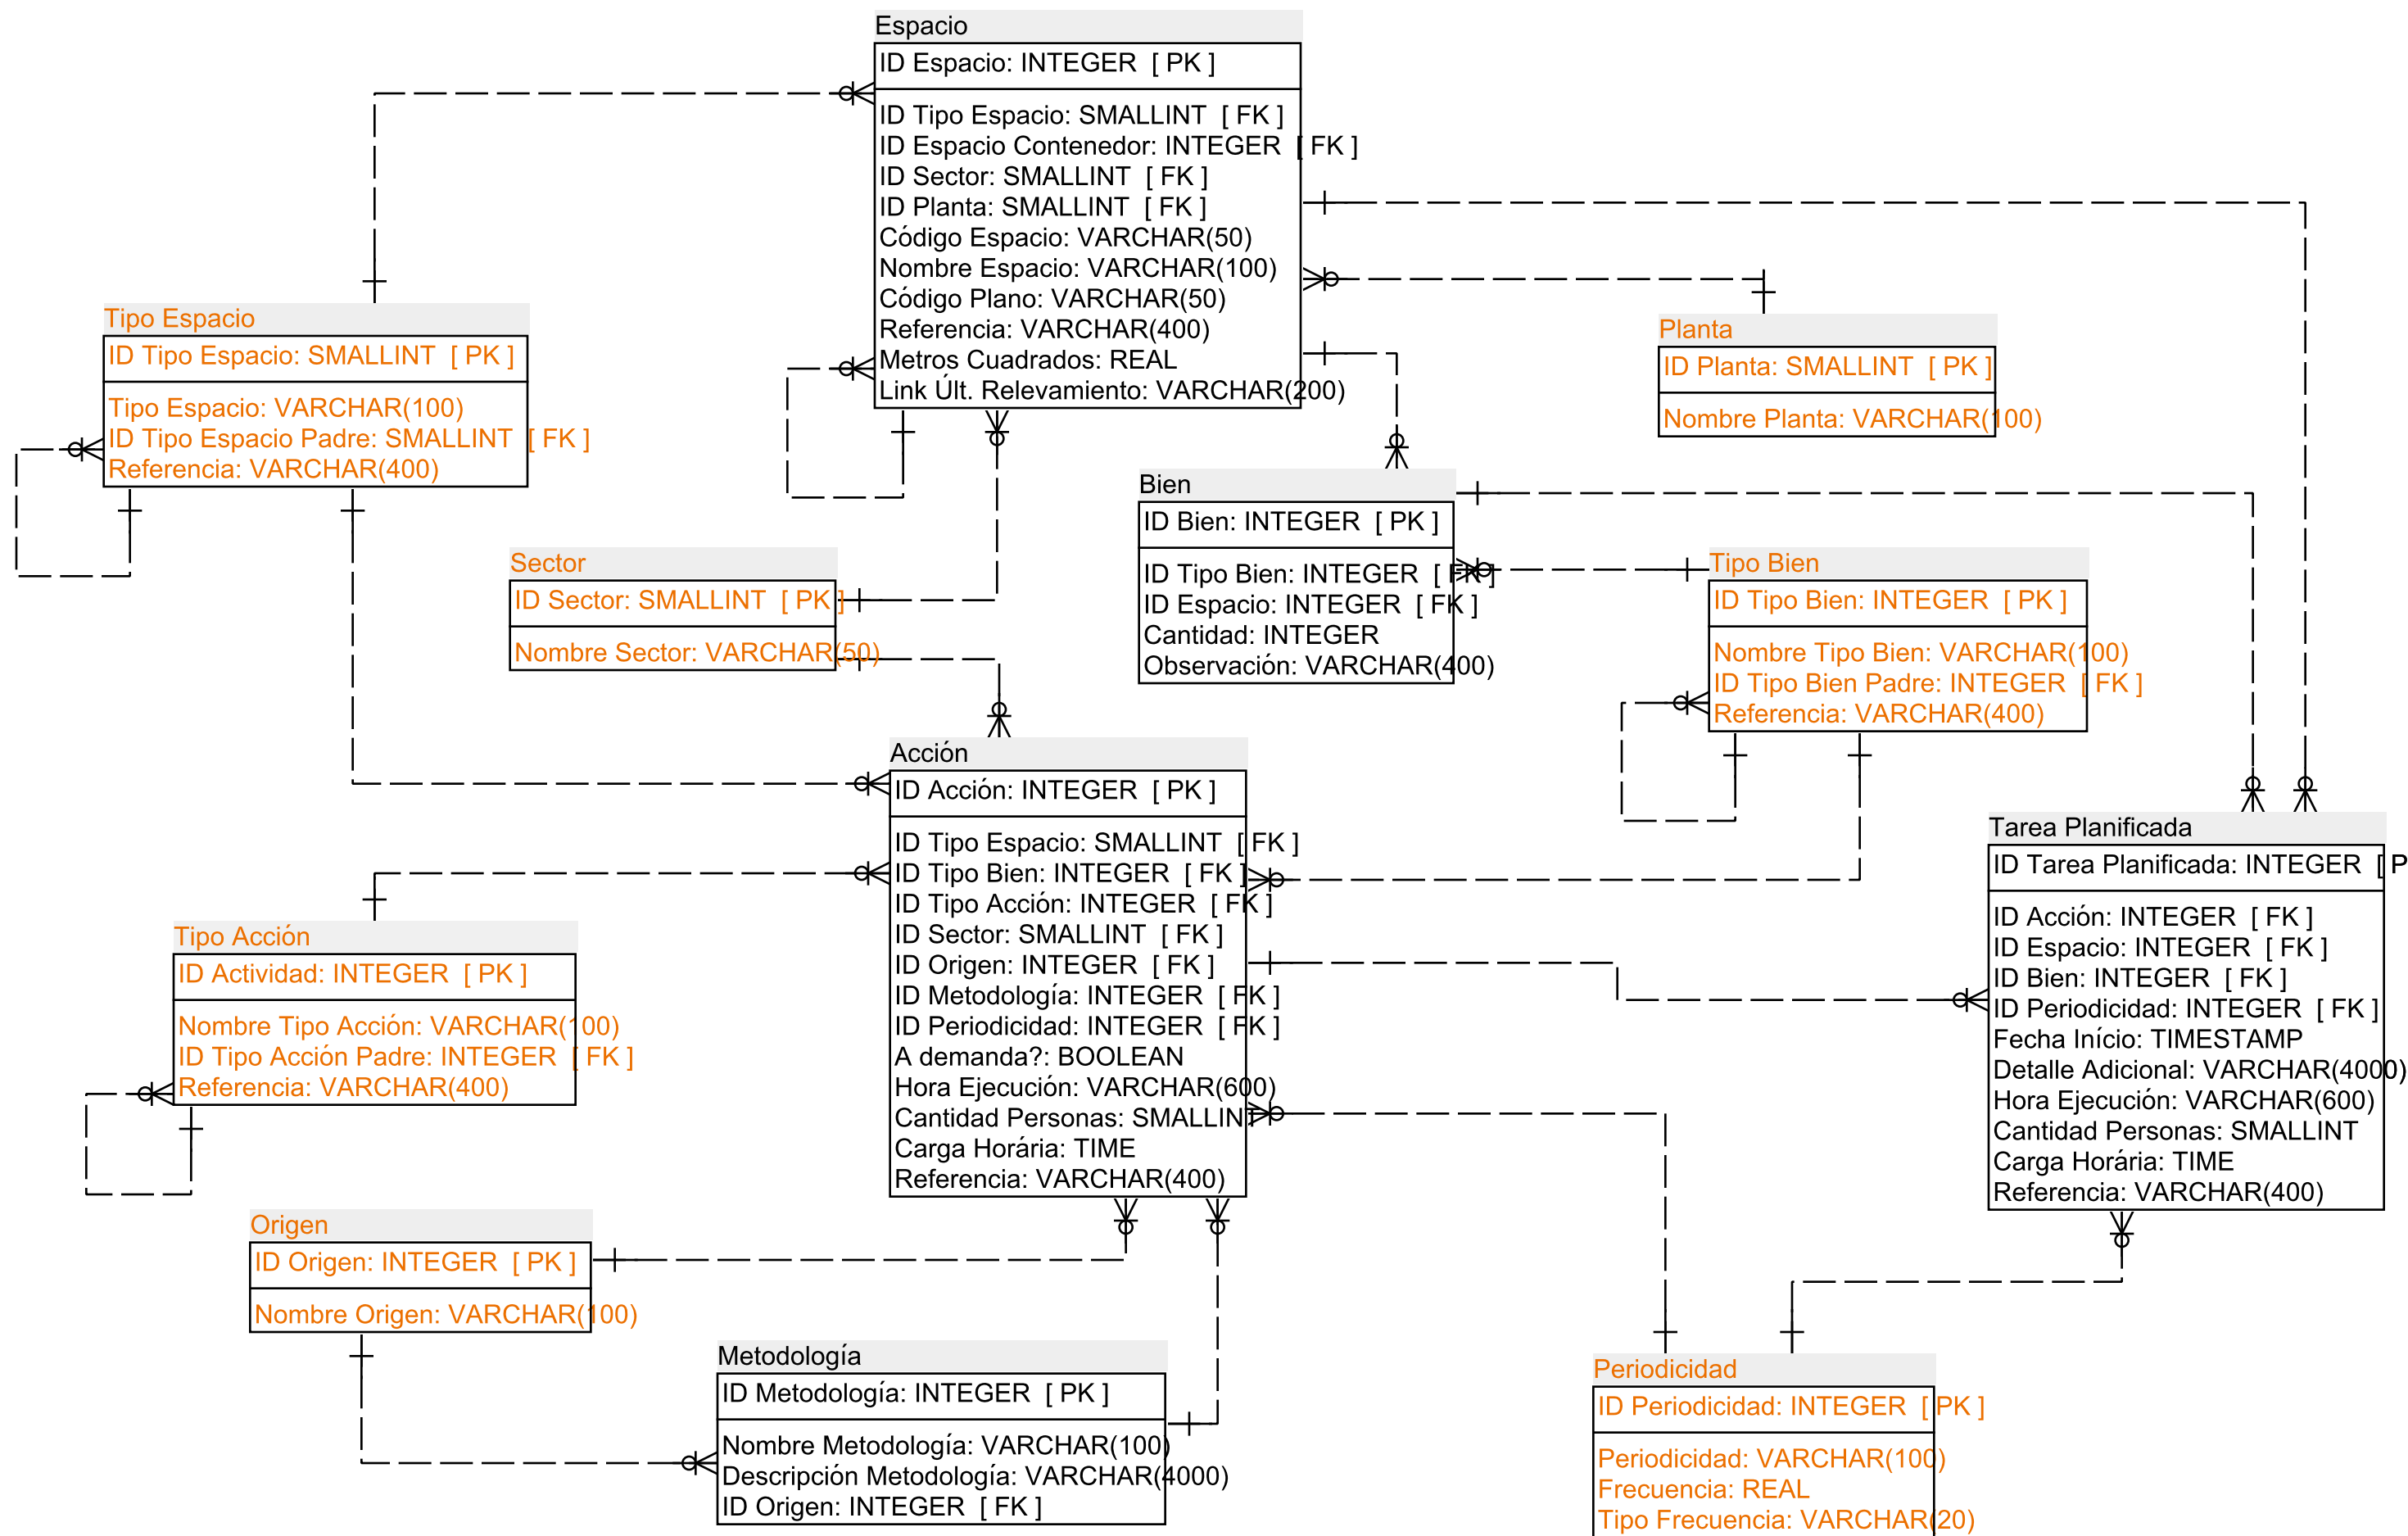 Espacio
ID Espacio: INTEGER [ PK ]
ID Tipo Espacio: SMALLINT [ FK ]
ID Espacio Contenedor: INTEGER [ FK ]
ID Sector: SMALLINT [ FK ]
ID Planta: SMALLINT [ FK ]
Código Espacio: VARCHAR(50)
Nombre Espacio: VARCHAR(100)
Código Plano: VARCHAR(50)
Referencia: VARCHAR(400)
Metros Cuadrados: REAL
Link Últ. Relevamiento: VARCHAR(200)
Tipo Espacio
ID Tipo Espacio: SMALLINT [ PK ]
Tipo Espacio: VARCHAR(100)
ID Tipo Espacio Padre: SMALLINT [ FK ]
Referencia: VARCHAR(400)
Planta
ID Planta: SMALLINT [ PK ]
Nombre Planta: VARCHAR(100)
Bien
ID Bien: INTEGER [ PK ]
ID Tipo Bien: INTEGER [ FK ]
ID Espacio: INTEGER [ FK ]
Cantidad: INTEGER
Observación: VARCHAR(400)
Sector
ID Sector: SMALLINT [ PK ]
Nombre Sector: VARCHAR(50)
Tipo Bien
ID Tipo Bien: INTEGER [ PK ]
Nombre Tipo Bien: VARCHAR(100)
ID Tipo Bien Padre: INTEGER [ FK ]
Referencia: VARCHAR(400)
Acción
ID Acción: INTEGER [ PK ]
ID Tipo Espacio: SMALLINT [ FK ]
ID Tipo Bien: INTEGER [ FK ]
ID Tipo Acción: INTEGER [ FK ]
ID Sector: SMALLINT [ FK ]
ID Origen: INTEGER [ FK ]
ID Metodología: INTEGER [ FK ]
ID Periodicidad: INTEGER [ FK ]
A demanda?: BOOLEAN
Hora Ejecución: VARCHAR(600)
Cantidad Personas: SMALLINT
Carga Horária: TIME
Referencia: VARCHAR(400)
Tarea Planificada
ID Tarea Planificada: INTEGER [ P
ID Acción: INTEGER [ FK ]
ID Espacio: INTEGER [ FK ]
ID Bien: INTEGER [ FK ]
ID Periodicidad: INTEGER [ FK ]
Fecha Início: TIMESTAMP
Detalle Adicional: VARCHAR(4000)
Hora Ejecución: VARCHAR(600)
Cantidad Personas: SMALLINT
Carga Horária: TIME
Referencia: VARCHAR(400)
Tipo Acción
ID Actividad: INTEGER [ PK ]
Nombre Tipo Acción: VARCHAR(100)
ID Tipo Acción Padre: INTEGER [ FK ]
Referencia: VARCHAR(400)
Origen
ID Origen: INTEGER [ PK ]
Nombre Origen: VARCHAR(100)
Metodología
ID Metodología: INTEGER [ PK ]
Nombre Metodología: VARCHAR(100)
Descripción Metodología: VARCHAR(4000)
ID Origen: INTEGER [ FK ]
Periodicidad
ID Periodicidad: INTEGER [ PK ]
Periodicidad: VARCHAR(100)
Frecuencia: REAL
Tipo Frecuencia: VARCHAR(20)